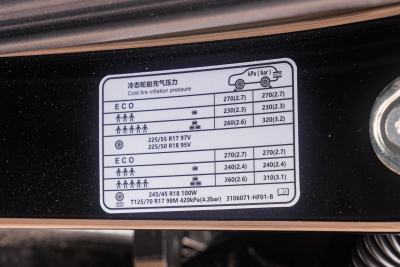 冷态轮胎充气压力
Cold tire inflation pressure
kPa ( bar )
ECO 270(2.7) 270(2.7)
230(2.3) 230(2.3)
260(2.6) 320(3.2)
225/55 R17 97V
225/50 R18 95V
ECO 270(2.7) 270(2.7)
240(2.4) 240(2.4)
260(2.6) 310(3.1)
245/45 R18 100W
T125/70 R17 98M 420kPa(4.2bar) 3106071-HF01-B